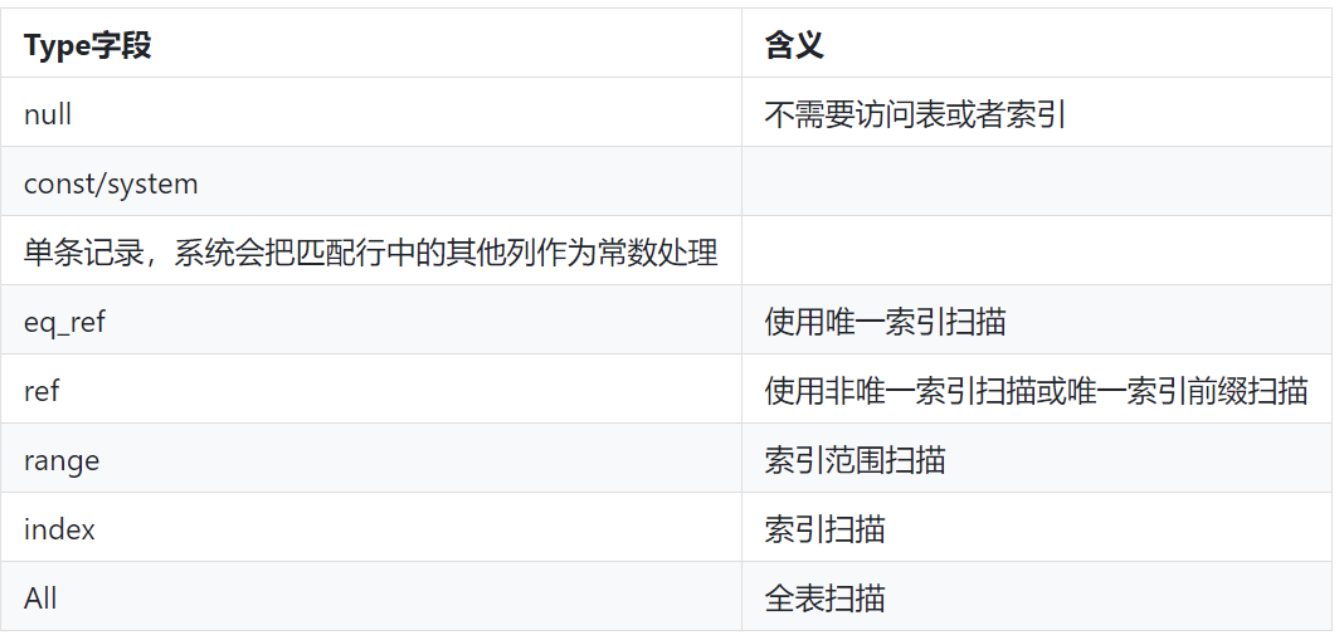 Type字段 含义
null 不需要访问表或者索引
const/system
单条记录，系统会把匹配行中的其他列作为常数处理
eq_ref 使用唯一索引扫描
ref 使用非唯一索引扫描或唯一索引前缀扫描
range 索引范围扫描
index 索引扫描
All 全表扫描